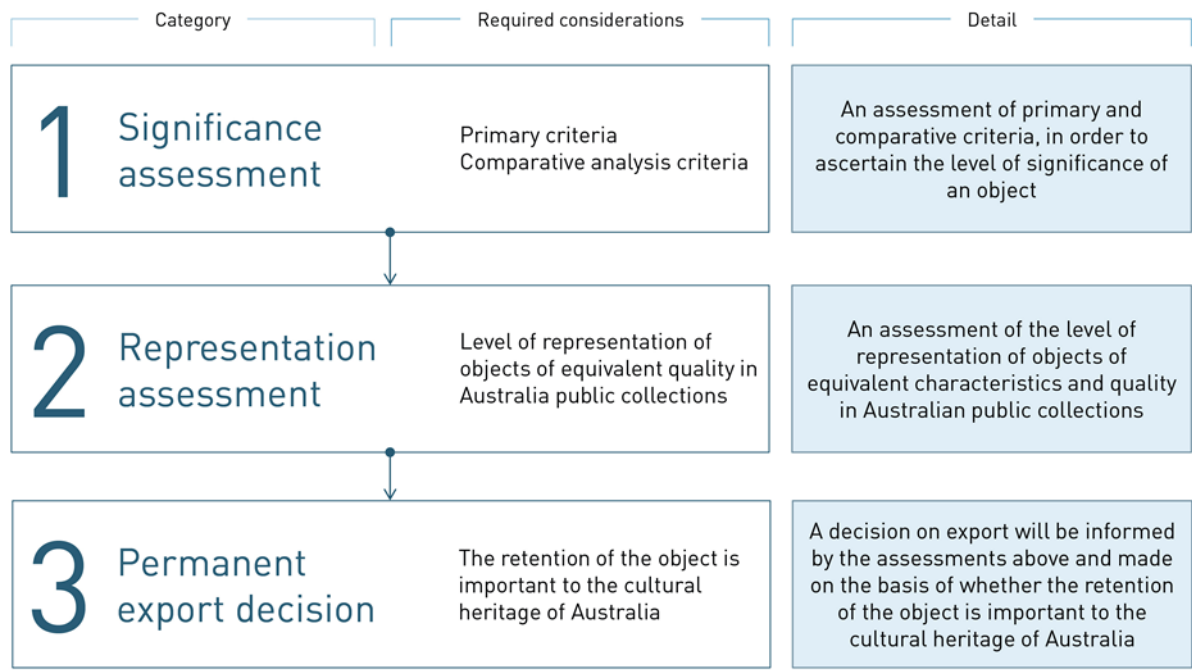 Category
Required considerations
Detail
1
Significance
assessment
Primary criteria
Comparative analysis criteria
An assessment of primary and
comparative criteria, in order to
ascertain the level of significance of
an object
2
Representation
assessment
Level of representation of
objects of equivalent quality in
Australia public collections
An assessment of the level of
representation of objects of
equivalent characteristics and quality
in Australian public collections
3
Permanent
export decision
The retention of the object is
important to the cultural
heritage of Australia
A decision on export will be informed
by the assessments above and made
on the basis of whether the retention
of the object is important to the
cultural heritage of Australia